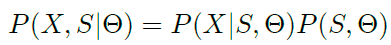 P(X, S|Θ) = P(X|S, Θ)P(S, Θ)